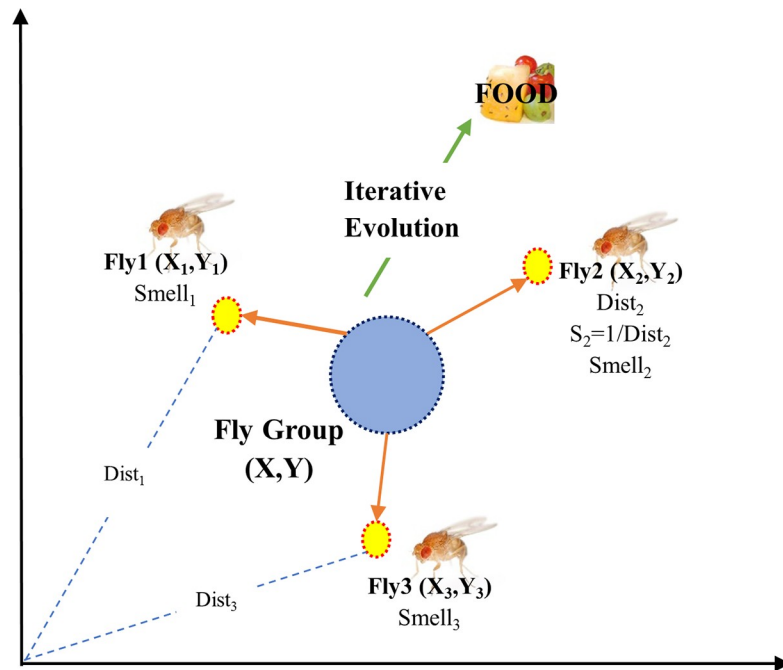 FOOD
Iterative
Evolution
Fly1 (X₁,Y₁)
Smell₁
Fly2 (X₂,Y₂)
Dist₂
S₂=1/Dist₂
Smell₂
Fly Group
(X,Y)
Dist₁
Dist₃
Fly3 (X₃,Y₃)
Smell₃